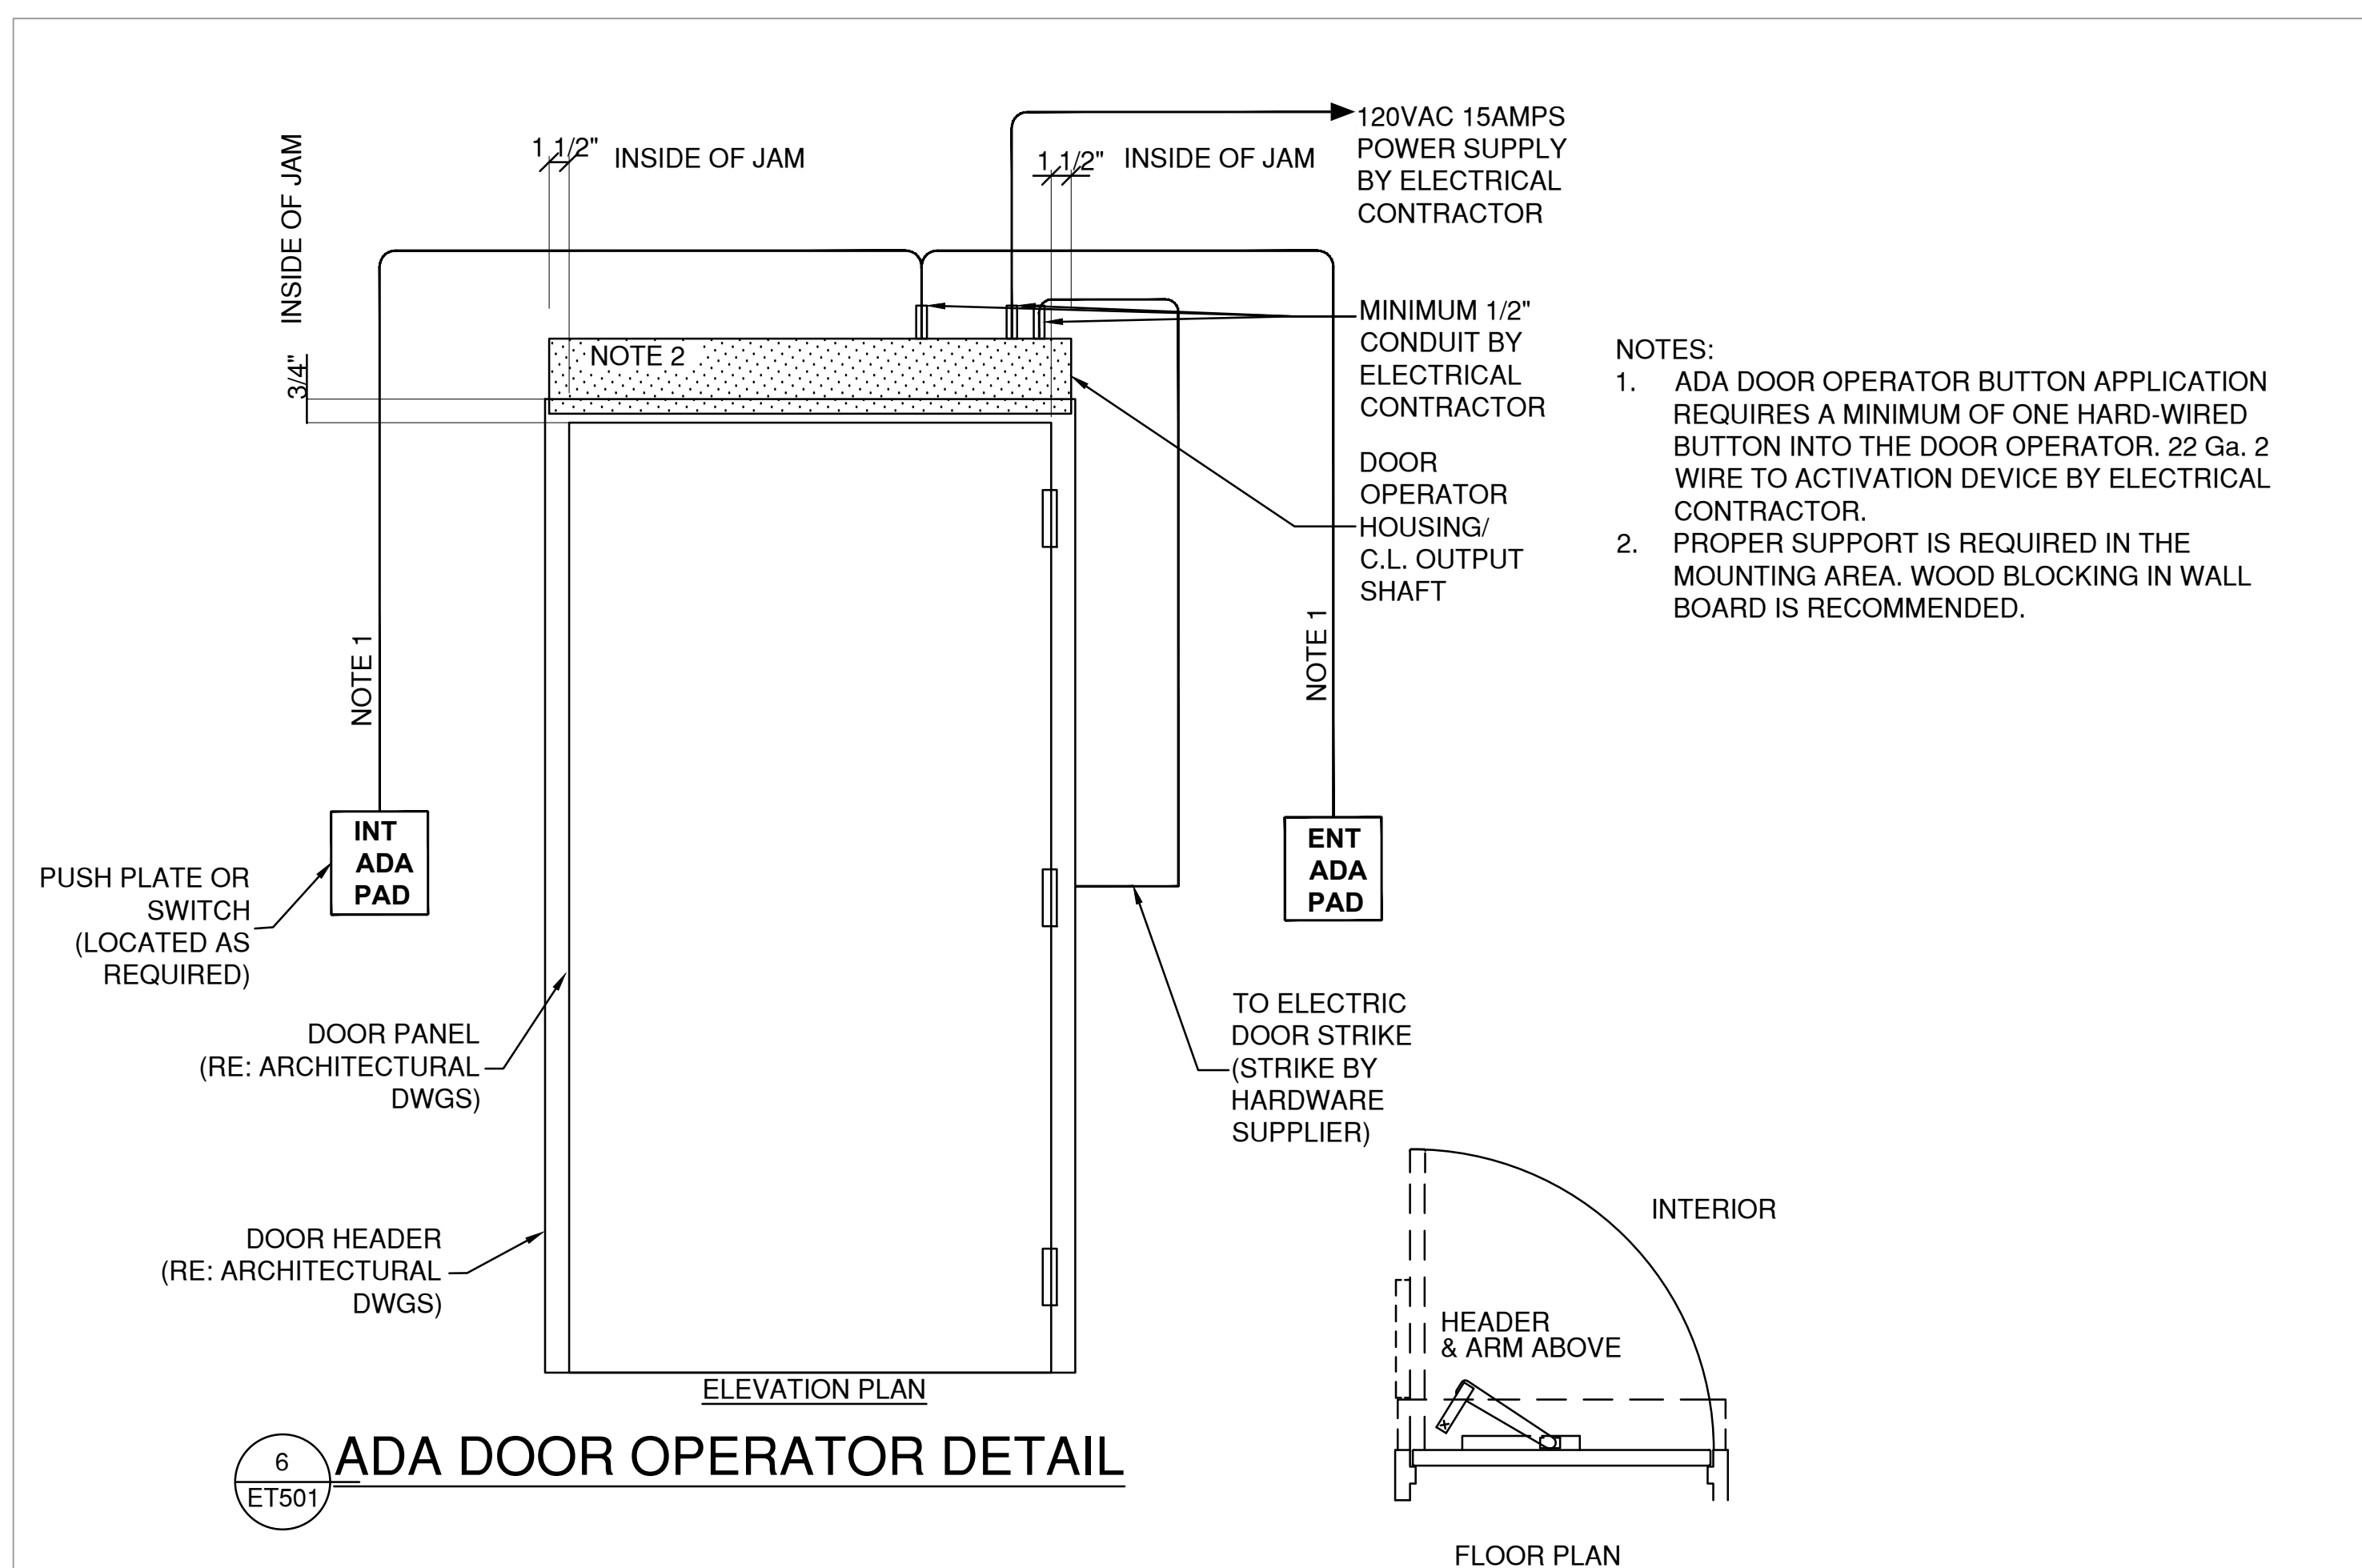 INSIDE OF JAM
3/4"
1 1/2"
INSIDE OF JAM
1 1/2"
INSIDE OF JAM
120VAC 15AMPS
POWER SUPPLY
BY ELECTRICAL
CONTRACTOR
MINIMUM 1/2"
CONDUIT BY
ELECTRICAL
CONTRACTOR
DOOR
OPERATOR
HOUSING/
C.L. OUTPUT
SHAFT
NOTE 2
NOTES:
1. ADA DOOR OPERATOR BUTTON APPLICATION
REQUIRES A MINIMUM OF ONE HARD-WIRED
BUTTON INTO THE DOOR OPERATOR. 22 Ga. 2
WIRE TO ACTIVATION DEVICE BY ELECTRICAL
CONTRACTOR.
2. PROPER SUPPORT IS REQUIRED IN THE
MOUNTING AREA. WOOD BLOCKING IN WALL
BOARD IS RECOMMENDED.
NOTE 1
NOTE 1
INT
ADA
PAD
ENT
ADA
PAD
PUSH PLATE OR
SWITCH
(LOCATED AS
REQUIRED)
DOOR PANEL
(RE: ARCHITECTURAL
DWGS)
TO ELECTRIC
DOOR STRIKE
(STRIKE BY
HARDWARE
SUPPLIER)
DOOR HEADER
(RE: ARCHITECTURAL
DWGS)
INTERIOR
HEADER
& ARM ABOVE
X
ELEVATION PLAN
6
ET501
ADA DOOR OPERATOR DETAIL
FLOOR PLAN